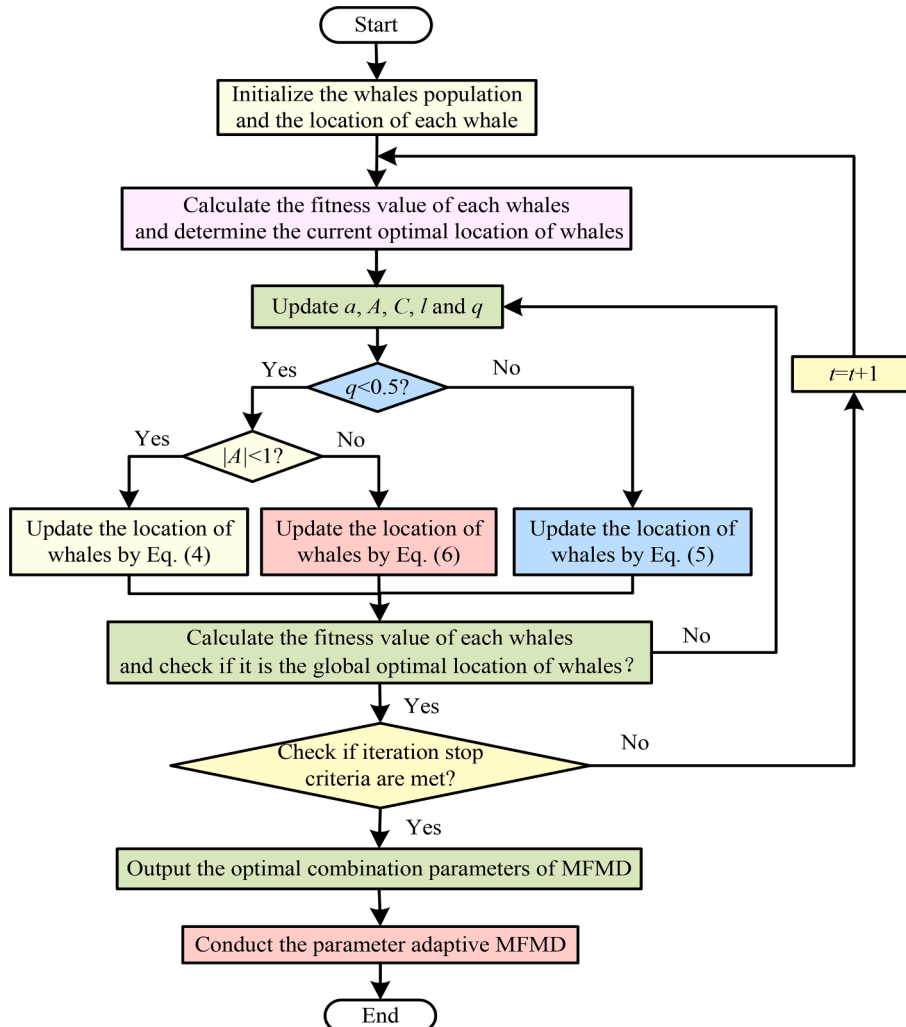 Start
Initialize the whales population
and the location of each whale
Calculate the fitness value of each whales
and determine the current optimal location of whales
Update a, A, C, l and q
Yes
q<0.5?
No
t=t+1
Yes
|A|<1?
No
Update the location of
whales by Eq. (4)
Update the location of
whales by Eq. (6)
Update the location of
whales by Eq. (5)
Calculate the fitness value of each whales
and check if it is the global optimal location of whales?
No
Yes
Check if iteration stop
criteria are met?
No
Yes
Output the optimal combination parameters of MFMD
Conduct the parameter adaptive MFMD
End